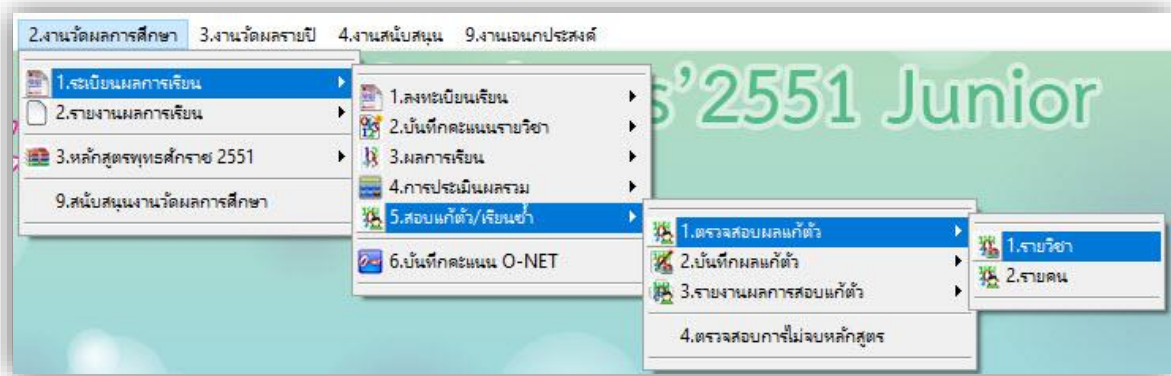 2.งานวัดผลการศึกษา 3.งานวัดผลรายปี 4.งานสนับสนุน 9.งานเอนกประสงค์
1.ระเบียนผลการเรียน
2.รายงานผลการเรียน
3.หลักสูตรพุทธศักราช 2551
9.สนับสนุนงานวัดผลการศึกษา
s'2551 Junior
1.ลงทะเบียนเรียน
2.บันทึกคะแนนรายวิชา
3.ผลการเรียน
4.การประเมินผลรวม
5.สอบแก้ตัว/เรียนซ้ำ
6.บันทึกคะแนน O-NET
1.ตรวจสอบผลแก้ตัว
2.บันทึกผลแก้ตัว
3.รายงานผลการสอบแก้ตัว
4.ตรวจสอบการไม่จบหลักสูตร
1.รายวิชา
2.รายคน